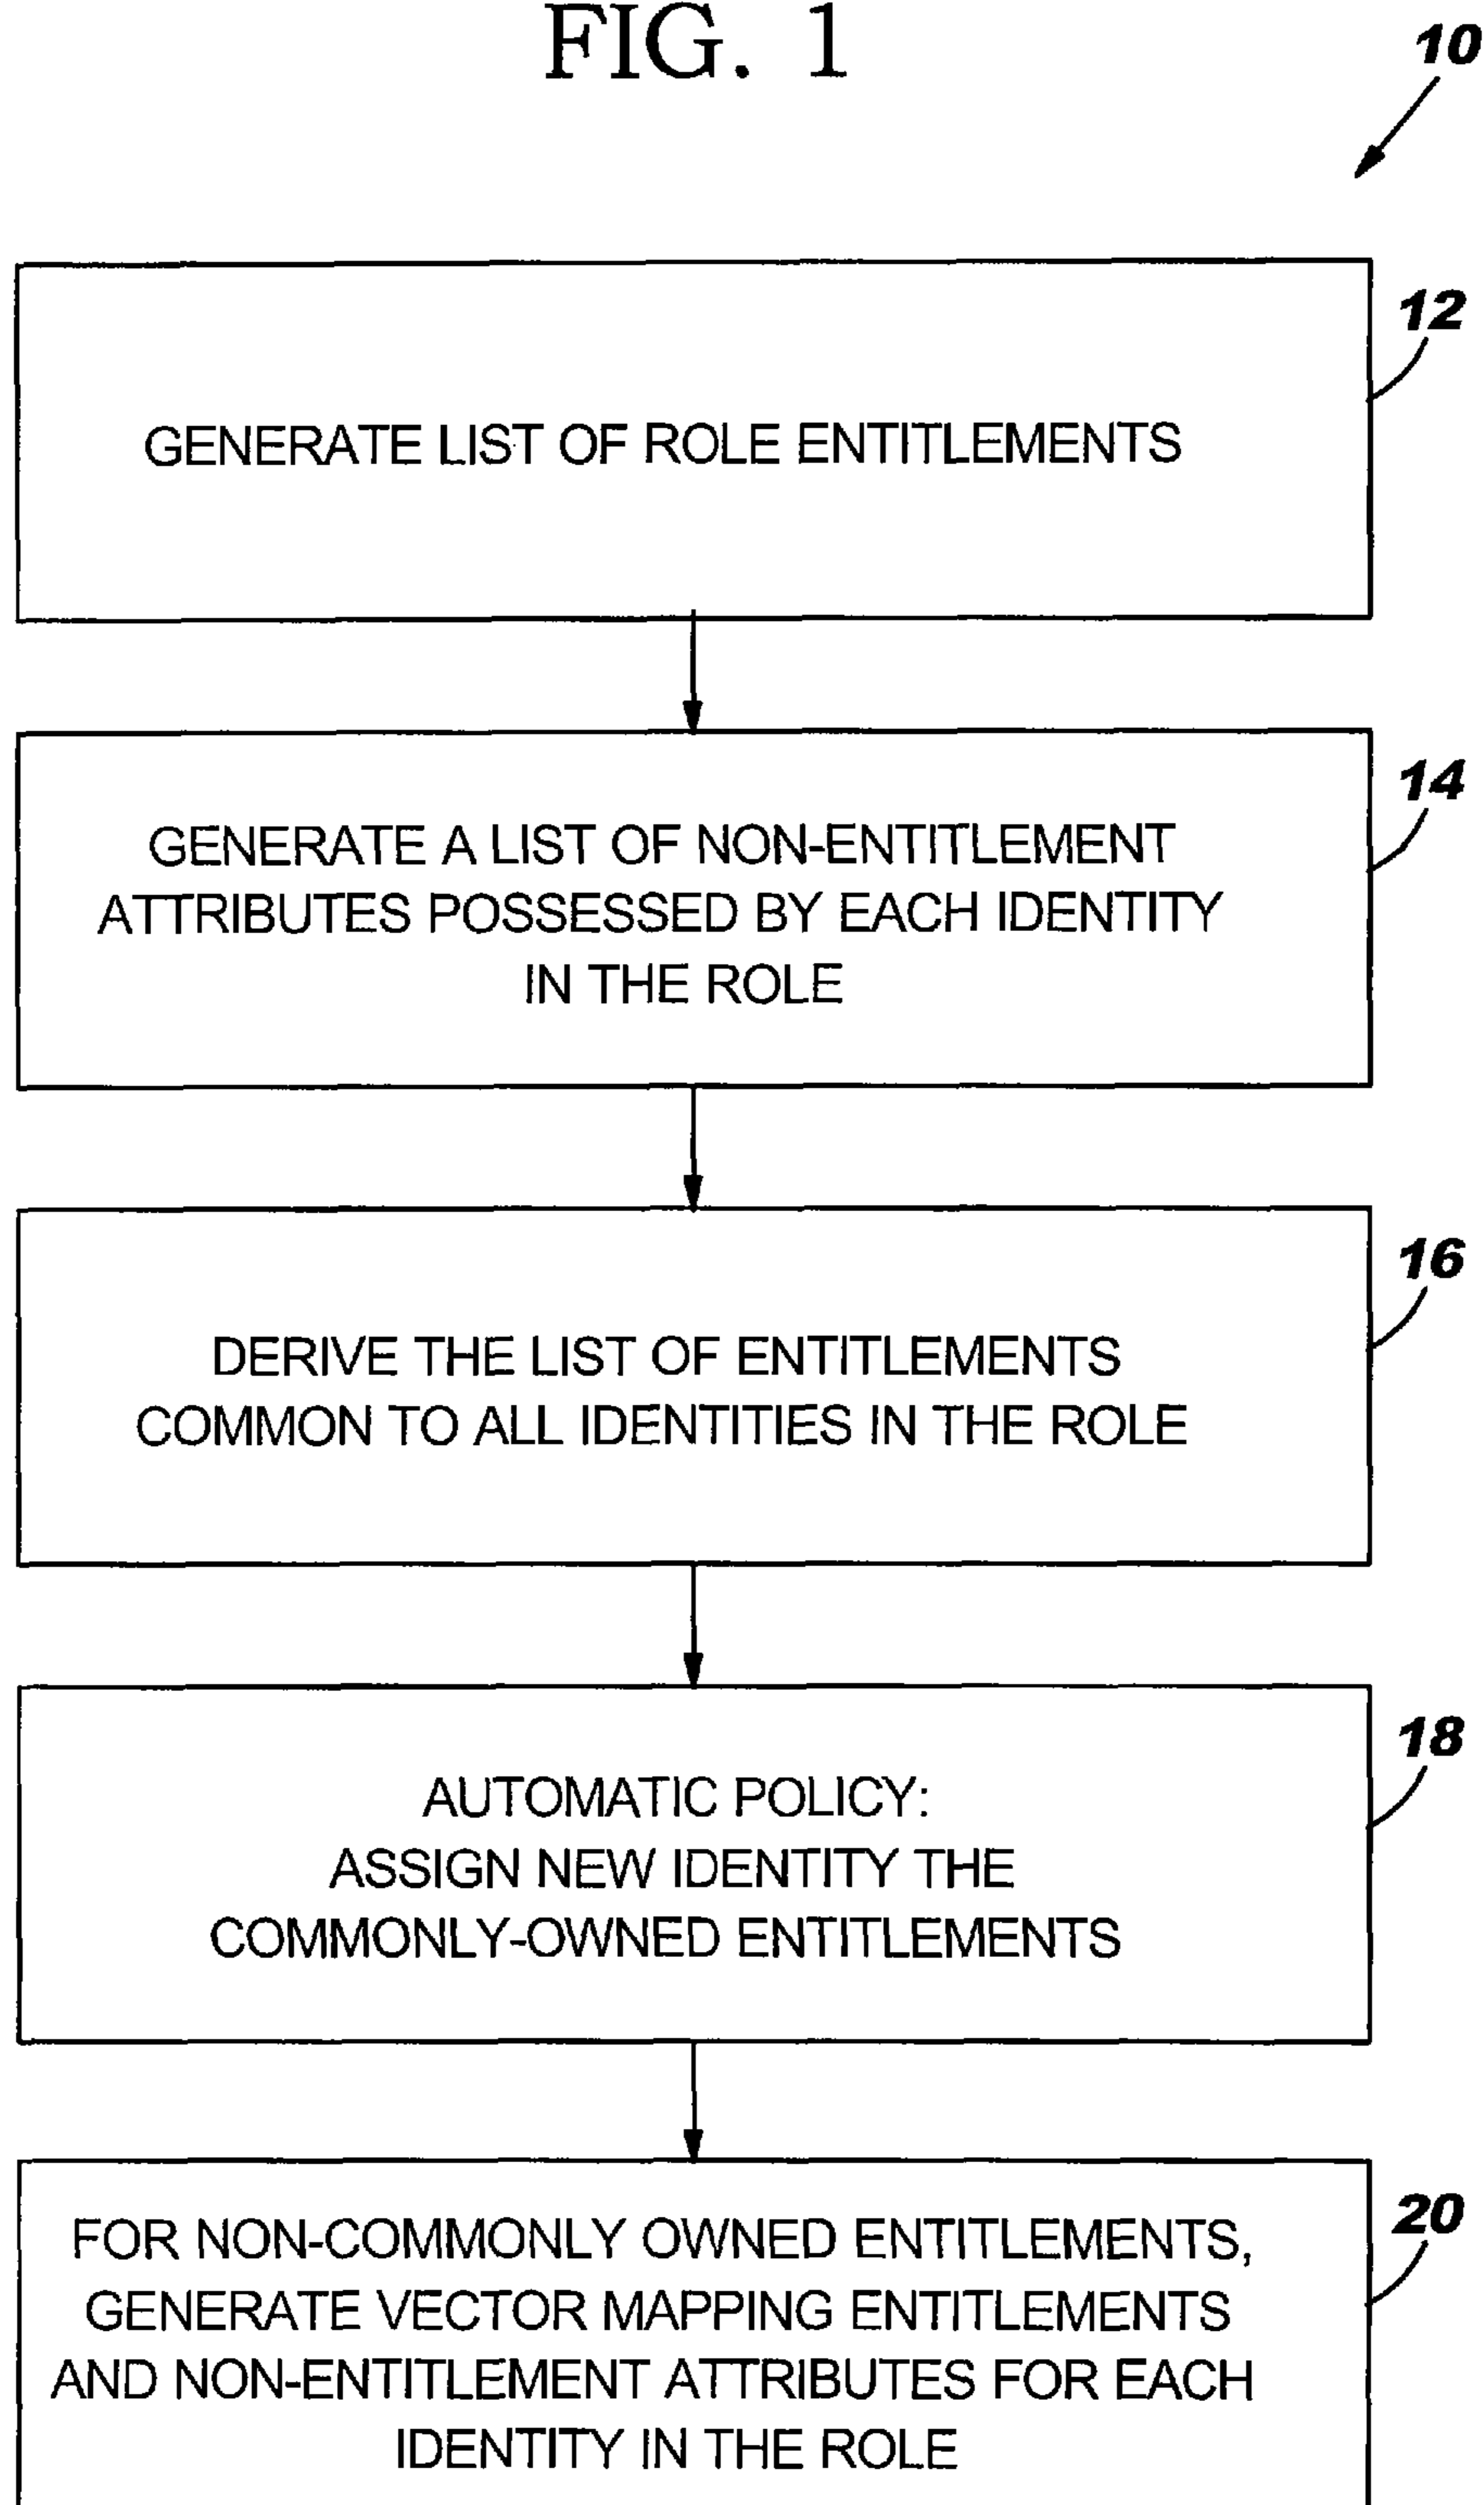 FIG. 1
10
12
GENERATE LIST OF ROLE ENTITLEMENTS
14
GENERATE A LIST OF NON-ENTITLEMENT
ATTRIBUTES POSSESSED BY EACH IDENTITY
IN THE ROLE
16
DERIVE THE LIST OF ENTITLEMENTS
COMMON TO ALL IDENTITIES IN THE ROLE
18
AUTOMATIC POLICY:
ASSIGN NEW IDENTITY THE
COMMONLY-OWNED ENTITLEMENTS
20
FOR NON-COMMONLY OWNED ENTITLEMENTS,
GENERATE VECTOR MAPPING ENTITLEMENTS
AND NON-ENTITLEMENT ATTRIBUTES FOR EACH
IDENTITY IN THE ROLE